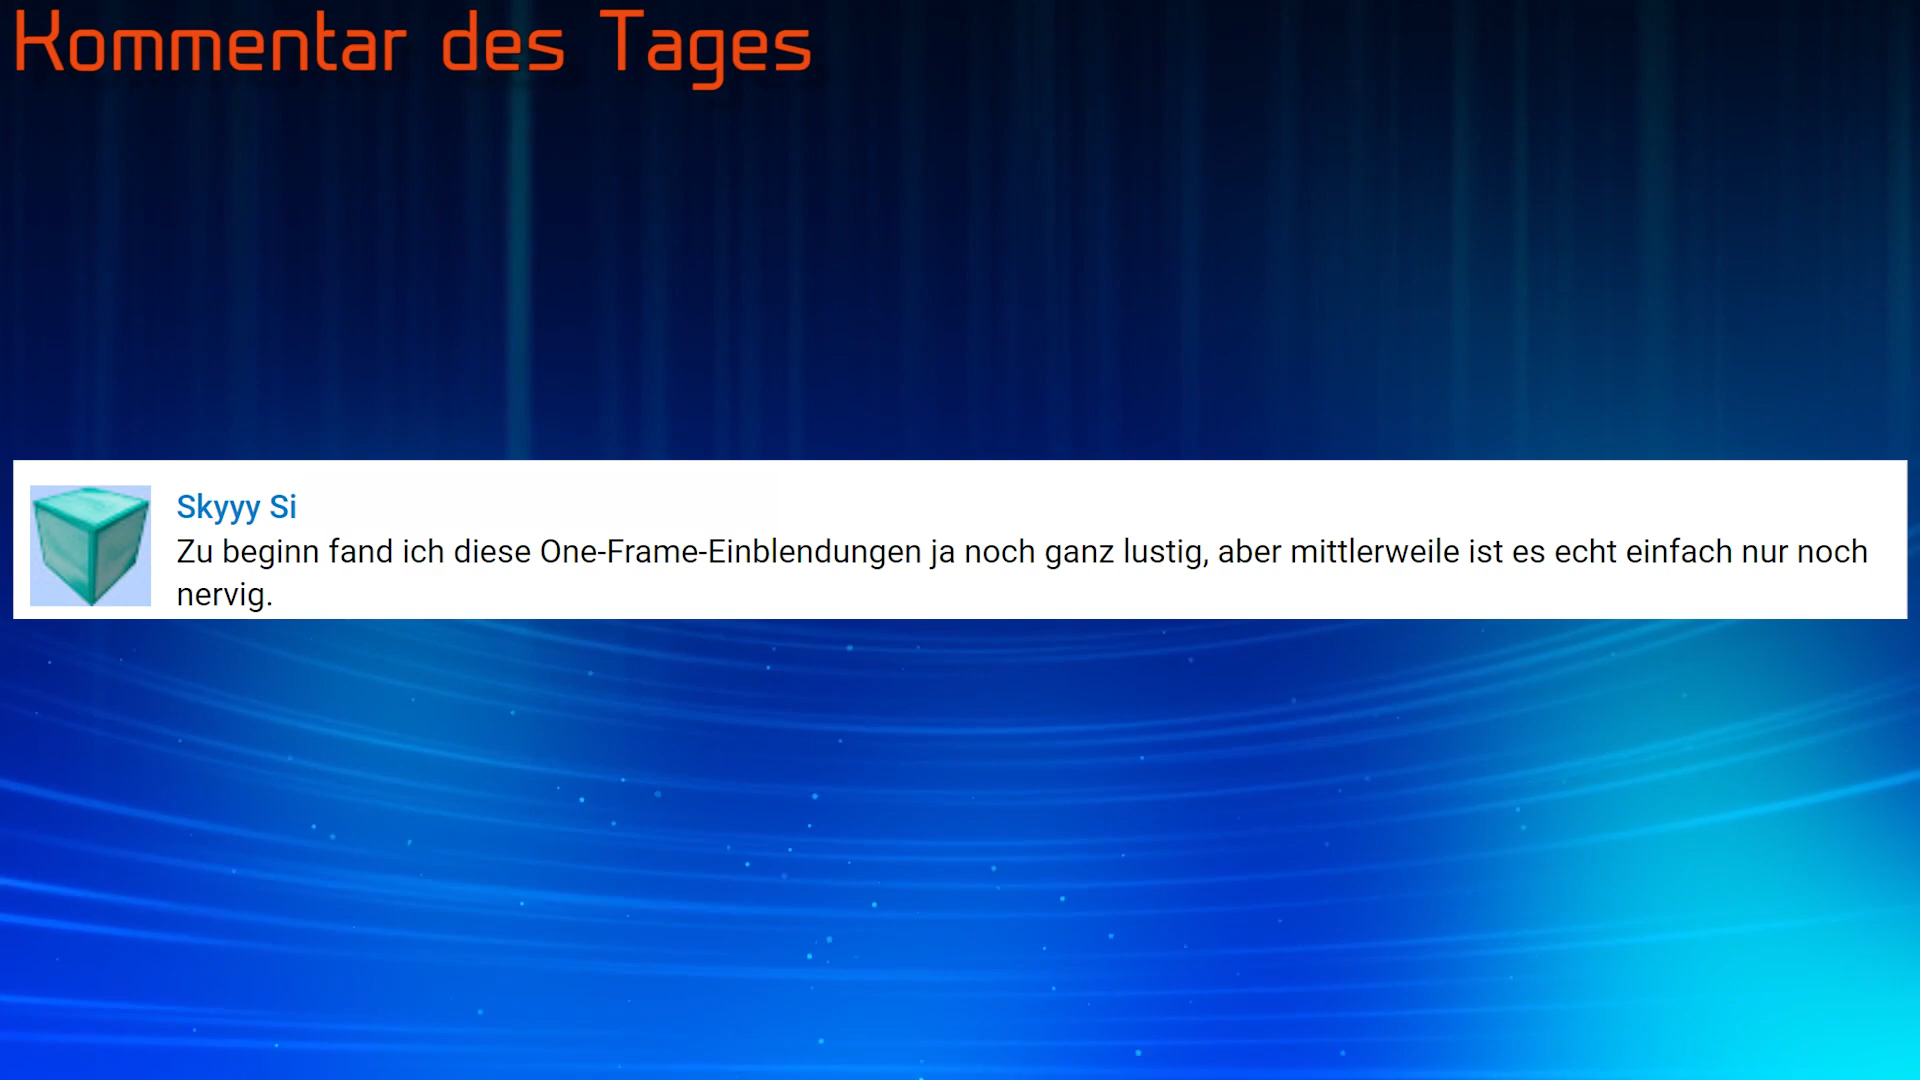 Kommentar des Tages
Skyyy Si
Zu beginn fand ich diese One-Frame-Einblendungen ja noch ganz lustig, aber mittlerweile ist es echt einfach nur noch
nervig.